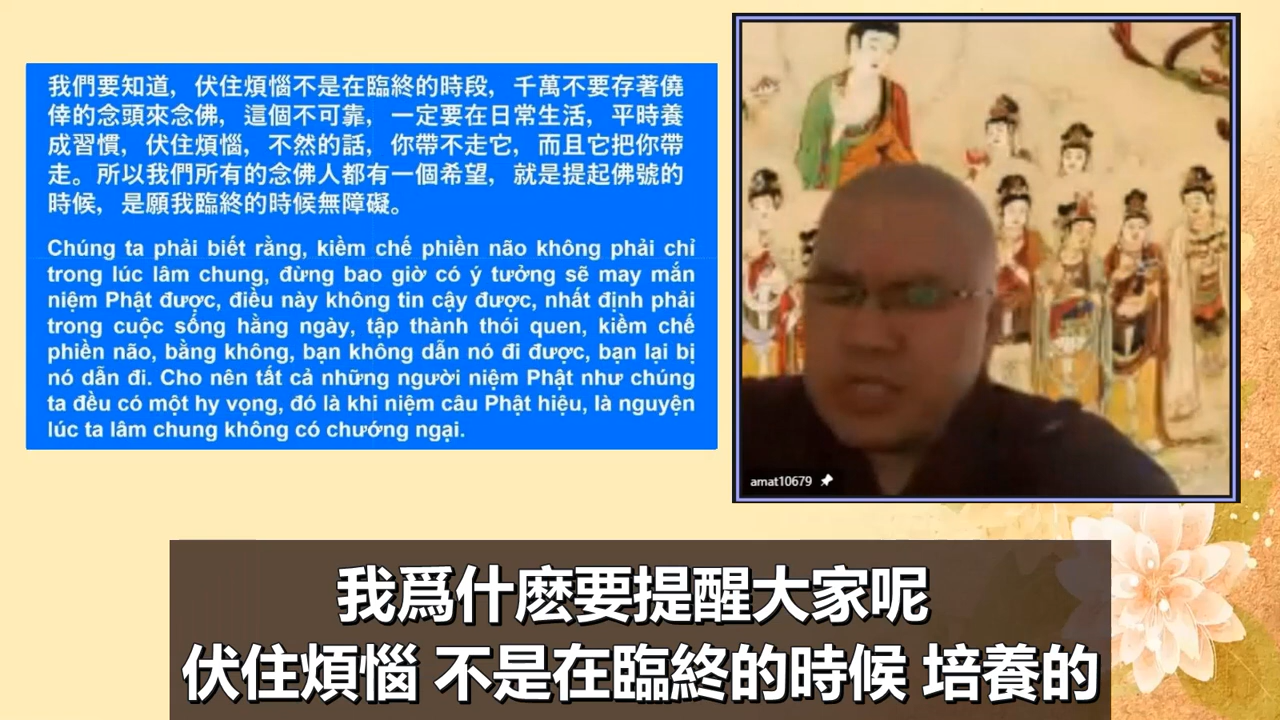 我們要知道，伏住煩惱不是在臨終的時段，千萬不要存著僥
倖的念頭來念佛，這個不可靠，一定要在日常生活，平時養
成習慣，伏住煩惱，不然的話，你帶不走它，而且它把你帶
走。所以我們所有的念佛人都有一個希望，就是提起佛號的
時候，是願我臨終的時候無障礙。
Chúng ta phải biết rằng, kiềm chế phiền não không phải chỉ
trong lúc lâm chung, đừng bao giờ có ý tưởng sẽ may mắn
niệm Phật được, điều này không tin cậy được, nhất định phải
trong cuộc sống hằng ngày, tập thành thói quen, kiềm chế
phiền não, bằng không, bạn không dẫn nó đi được, bạn lại bị
nó dẫn đi. Cho nên tất cả những người niệm Phật như chúng
ta đều có một hy vọng, đó là khi niệm câu Phật hiệu, là nguyện
lúc ta lâm chung không có chướng ngại.
amat10679
我爲什麽要提醒大家呢
伏住煩惱 不是在臨終的時候 培養的